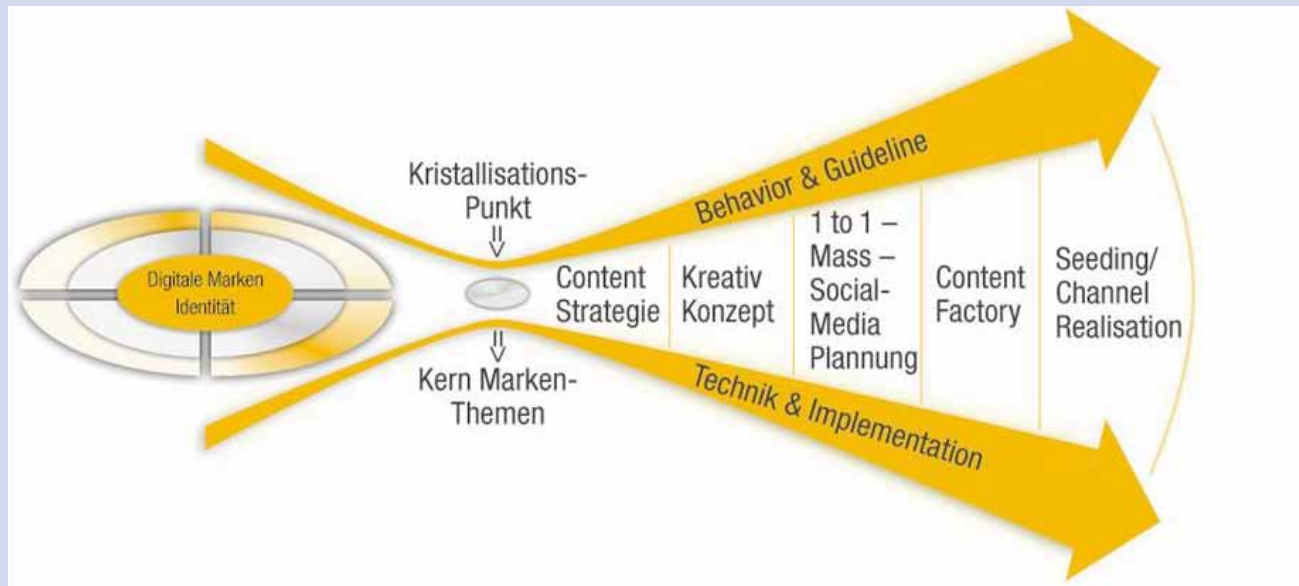 Digitale Marken
Identität
Kristallisations-
Punkt
Kern Marken-
Themen
Behavior & Guideline
Content
Strategie
Kreativ
Konzept
1 to 1 –
Mass –
Social-
Media
Plannung
Content
Factory
Seeding/
Channel
Realisation
Technik & Implementation